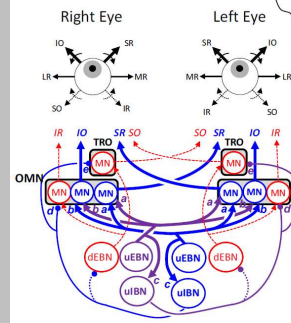 Right Eye Left Eye
IO SR SR IO
LR MR MR LR
SO IR IR SO
IR IO SR SO SO SR IO IR
TRO TRO
MN e MN e
OMN
MN MN MN MN MN MN
a a
d b b a a b b d
dEBN uEBN uEBN dEBN
c c
uIBN uIBN